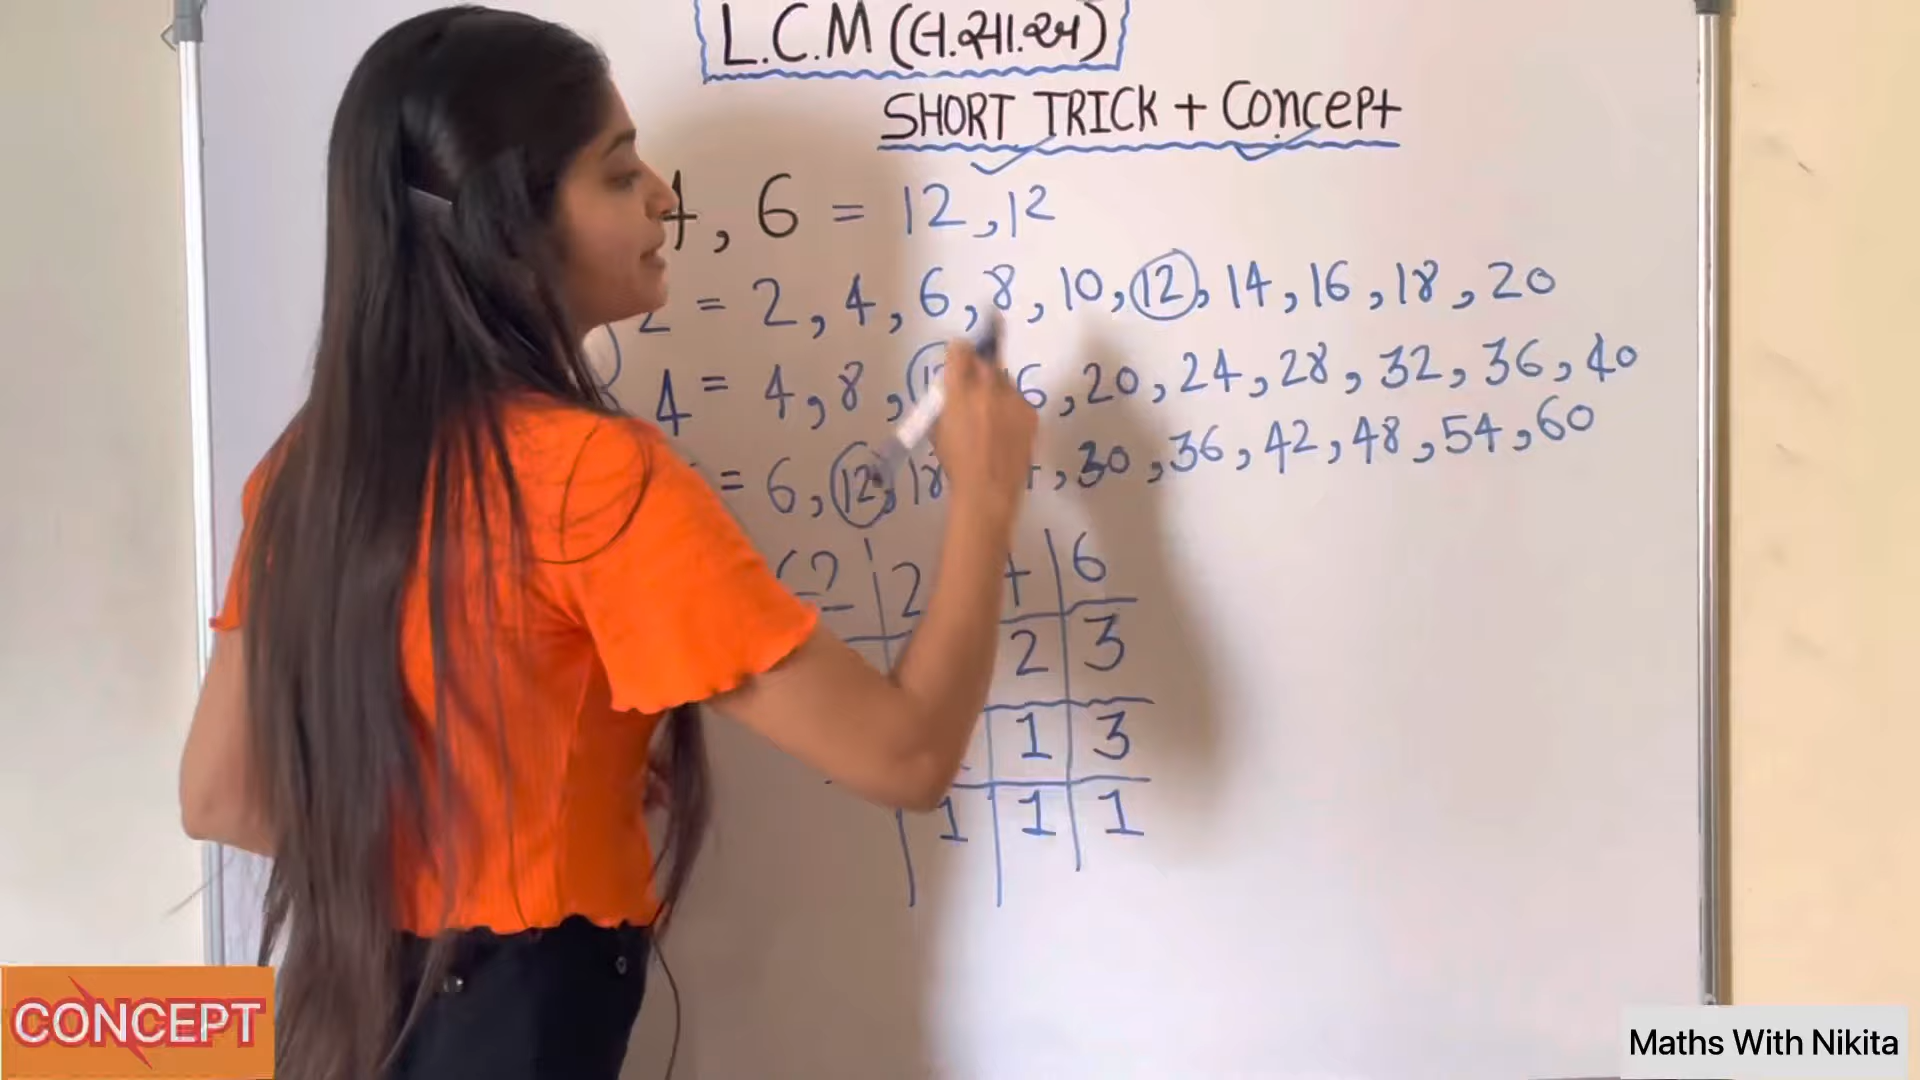 L.C.M (લ.સા.અ)
SHORT TRICK + Concept
4, 6 = 12, 12
2 = 2, 4, 6, 8, 10, 12, 14, 16, 18, 20
4 = 4, 8, 12, 16, 20, 24, 28, 32, 36, 40
= 6, 12, 18, 30, 36, 42, 48, 54, 60
2 4 6
2 3
1 3
1 1 1
CONCEPT
Maths With Nikita